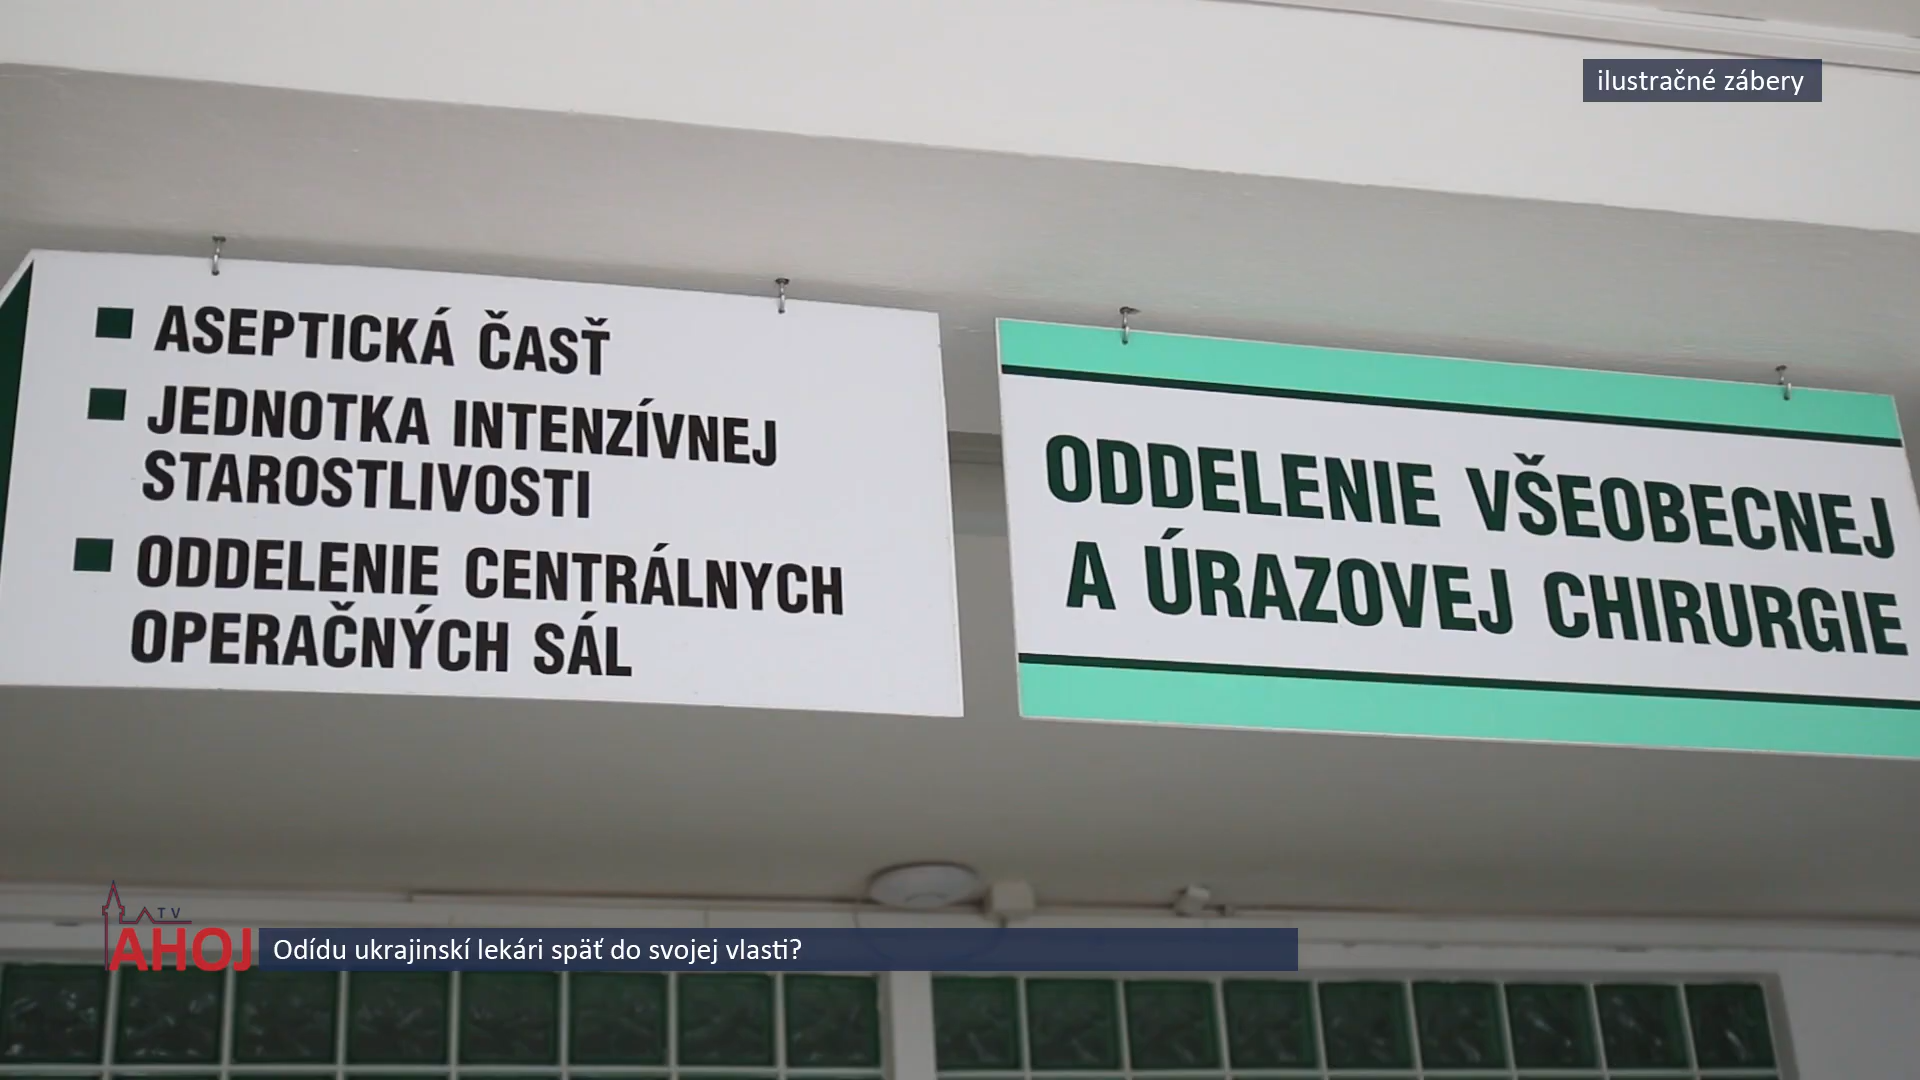 ilustračné zábery
ASEPTICKÁ ČASŤ
JEDNOTKA INTENZÍVNEJ
STAROSTLIVOSTI
ODDELENIE CENTRÁLNYCH
OPERAČNÝCH SÁL
ODDELENIE VŠEOBECNEJ
A ÚRAZOVEJ CHIRURGIE
TV
AHOJ
Odídu ukrajinskí lekári späť do svojej vlasti?